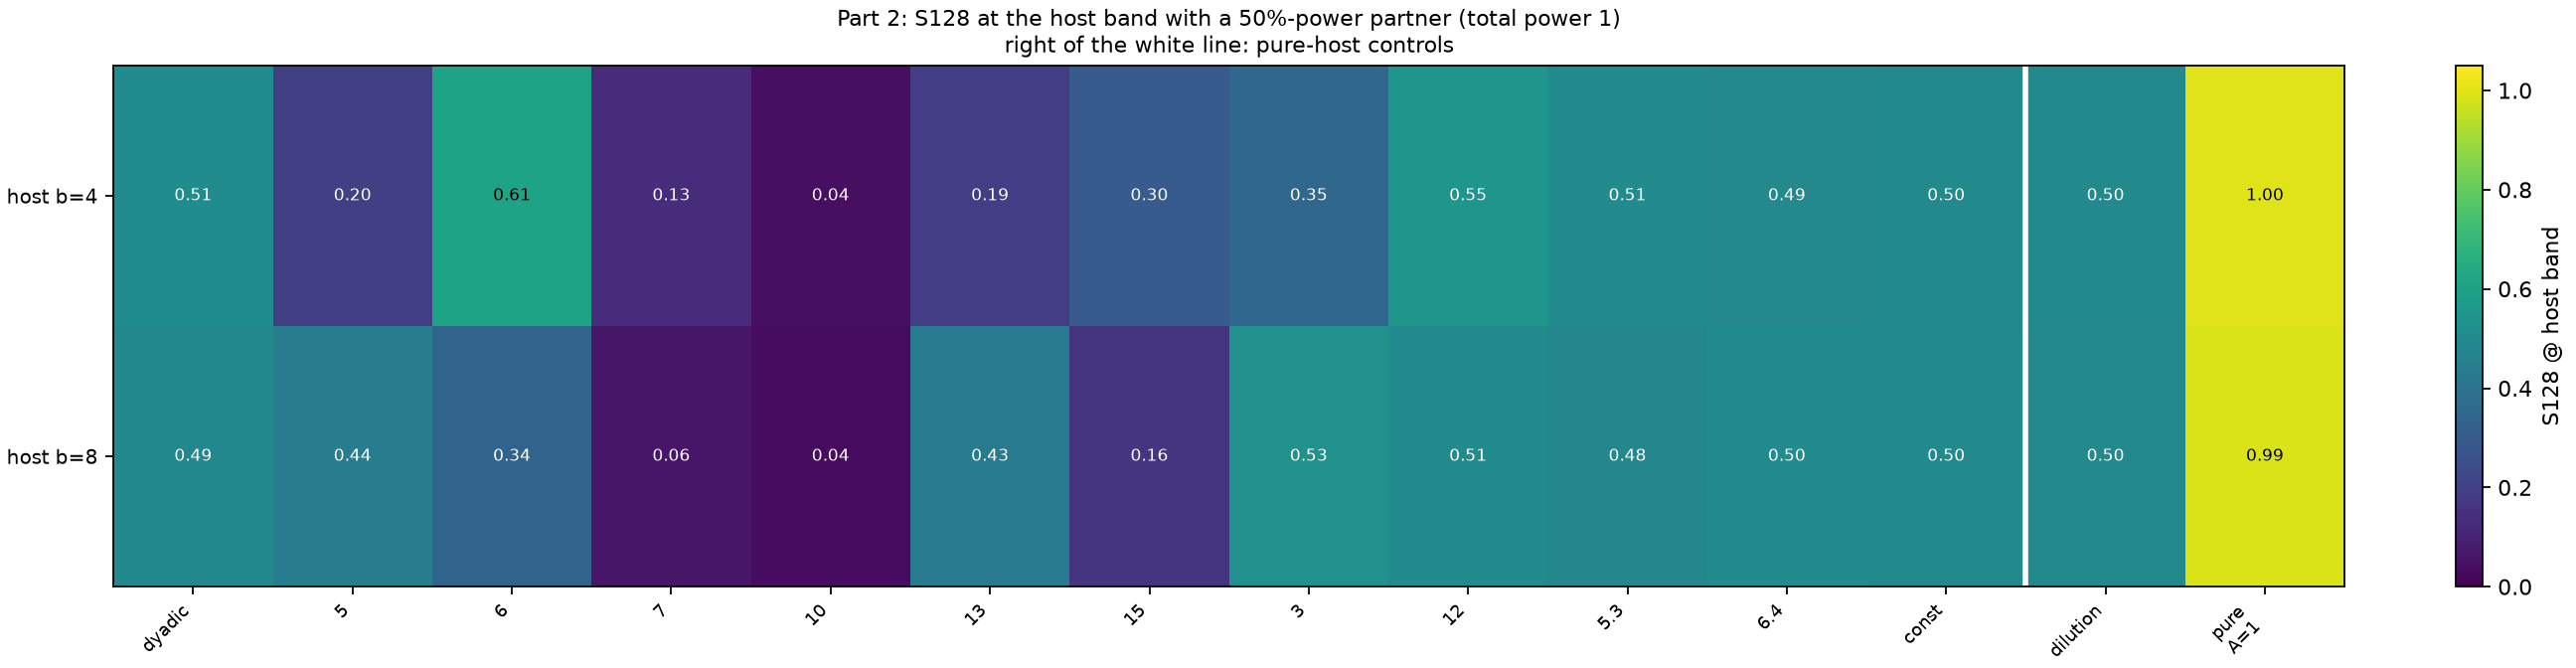 Part 2: S128 at the host band with a 50%-power partner (total power 1)
right of the white line: pure-host controls
host b=4
0.51 0.20 0.61 0.13 0.04 0.19 0.30 0.35 0.55 0.51 0.49 0.50 0.50 1.00
host b=8
0.49 0.44 0.34 0.06 0.04 0.43 0.16 0.53 0.51 0.48 0.50 0.50 0.50 0.99
dyadic 5 6 7 10 13 15 3 12 5.3 6.4 const dilution pure
A=1
1.0
0.8
0.6
0.4
0.2
0.0
S128 @ host band